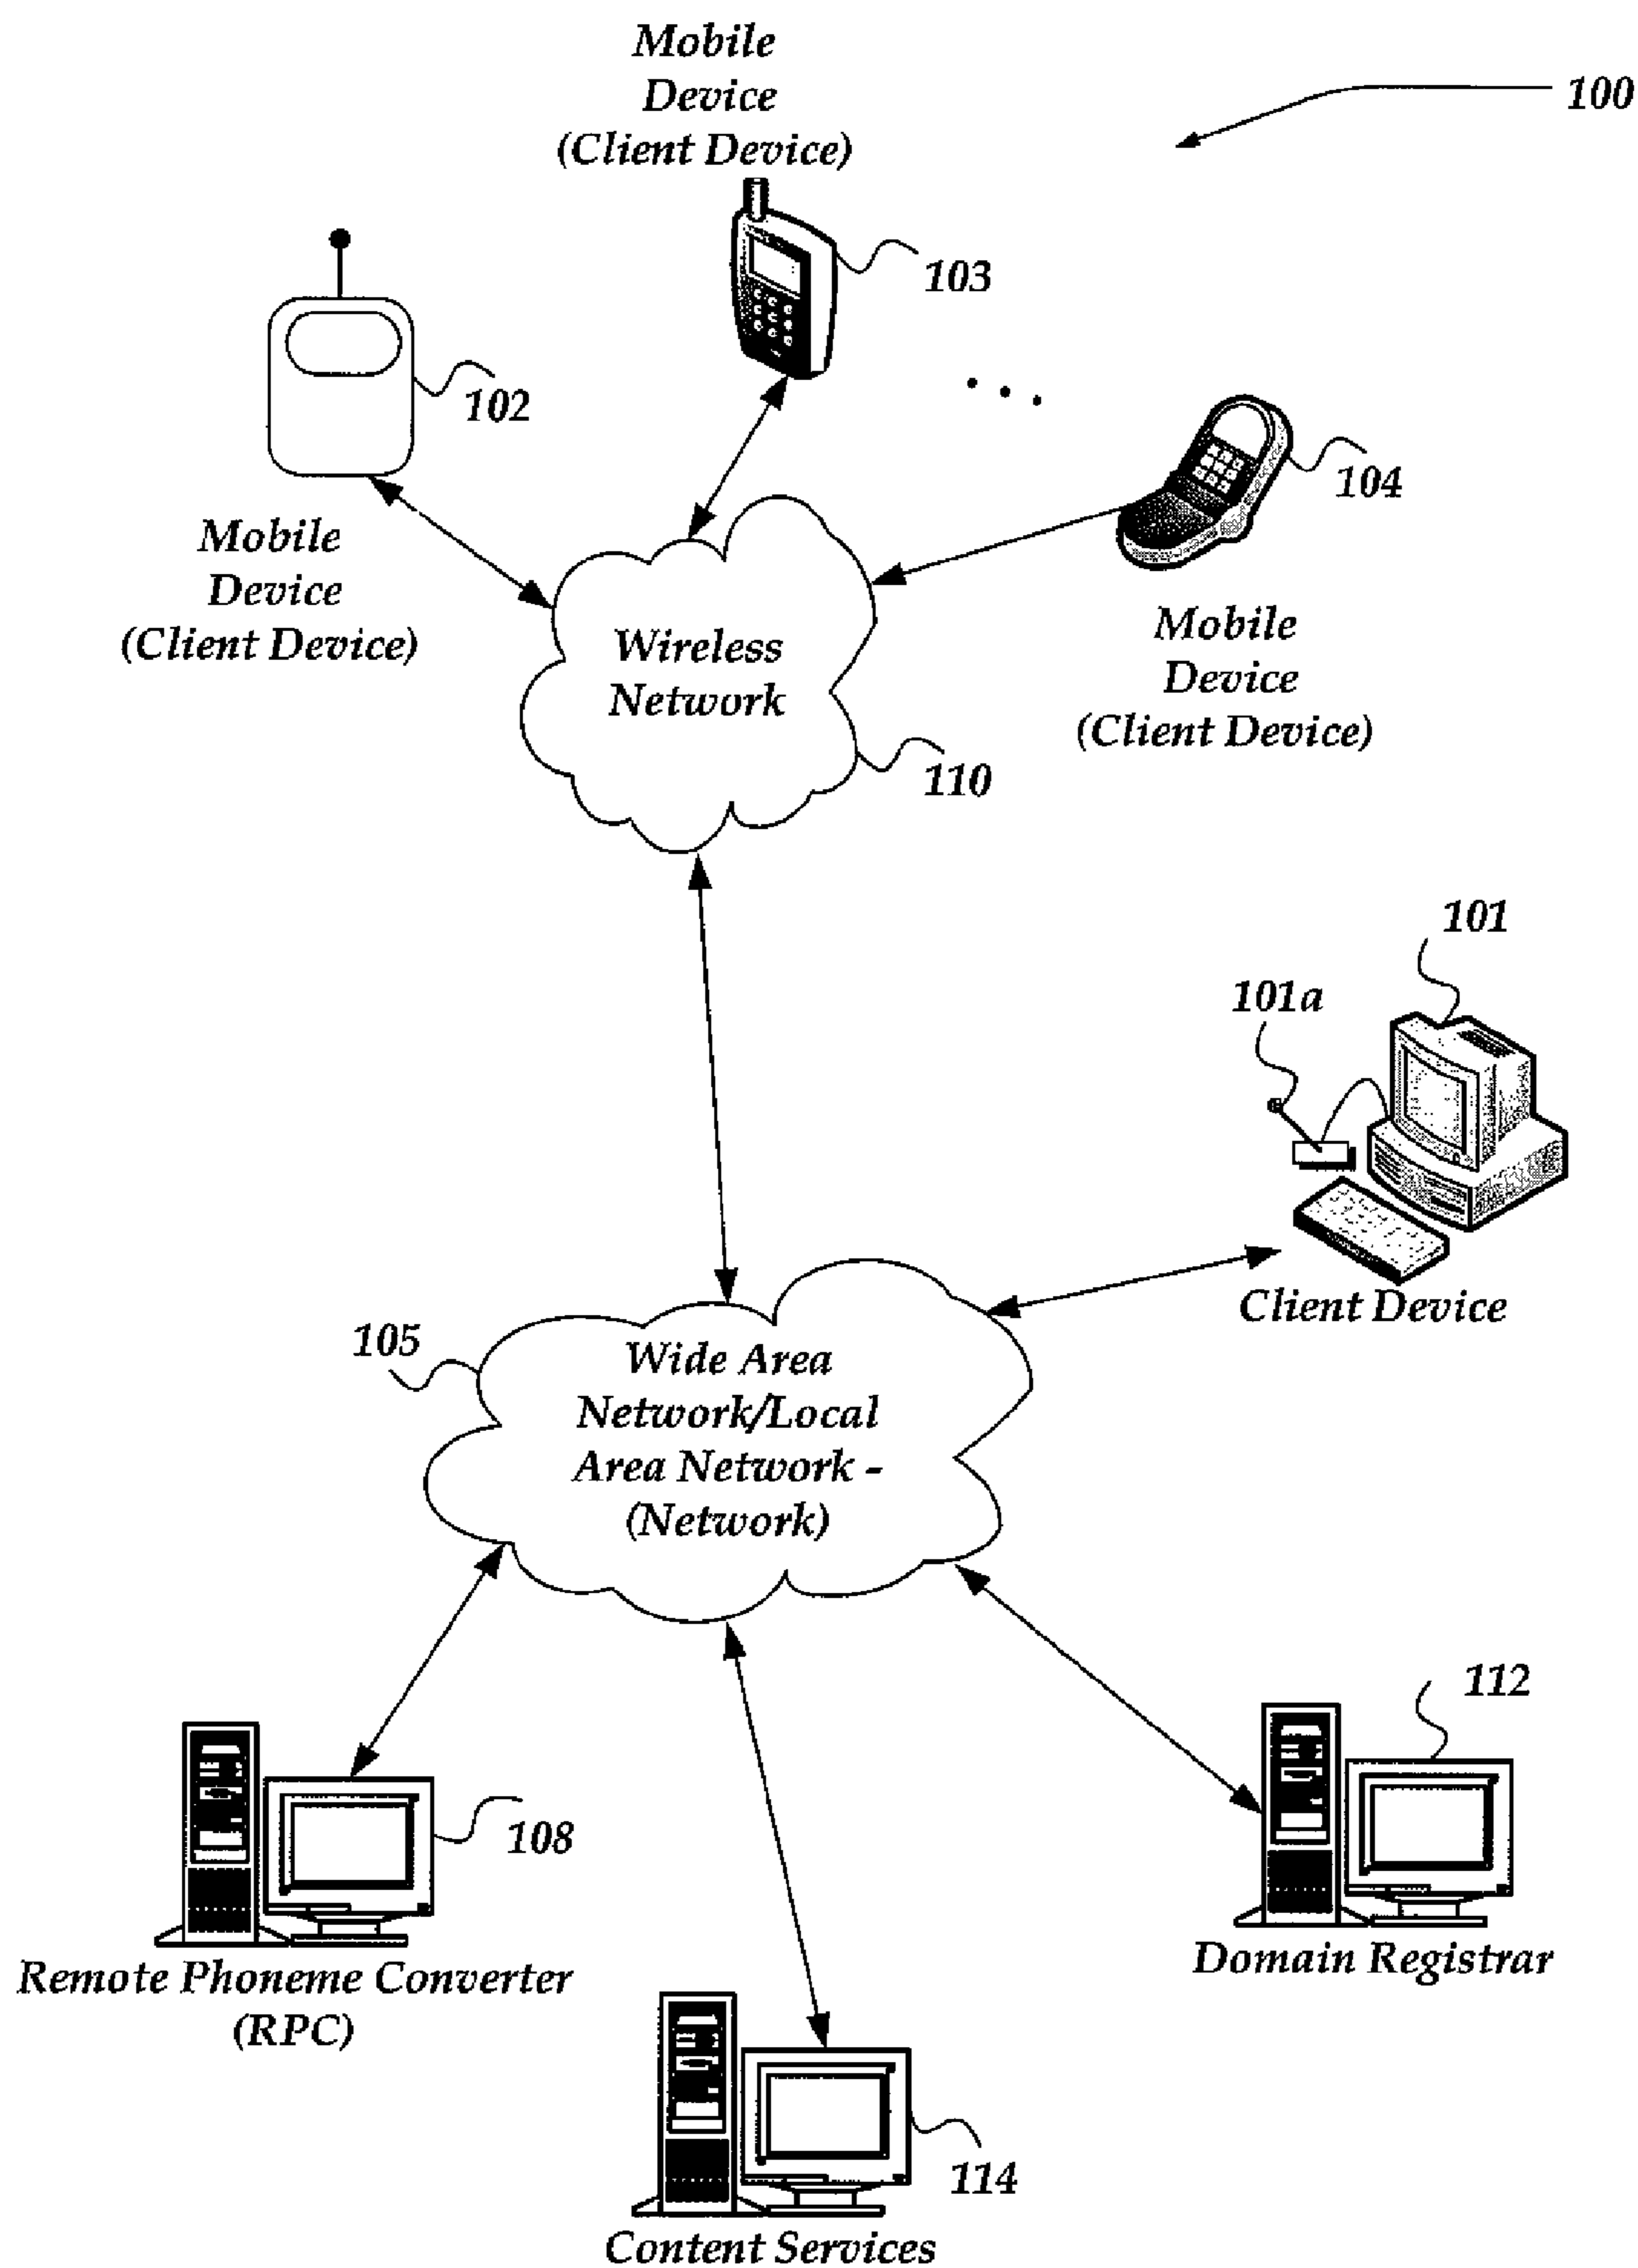 Mobile
Device
(Client Device)
100
103
102
104
Mobile
Device
(Client Device)
Mobile
Device
(Client Device)
Wireless
Network
110
101
101a
Client Device
105
Wide Area
Network/Local
Area Network -
(Network)
112
108
Domain Registrar
Remote Phoneme Converter
(RPC)
114
Content Services